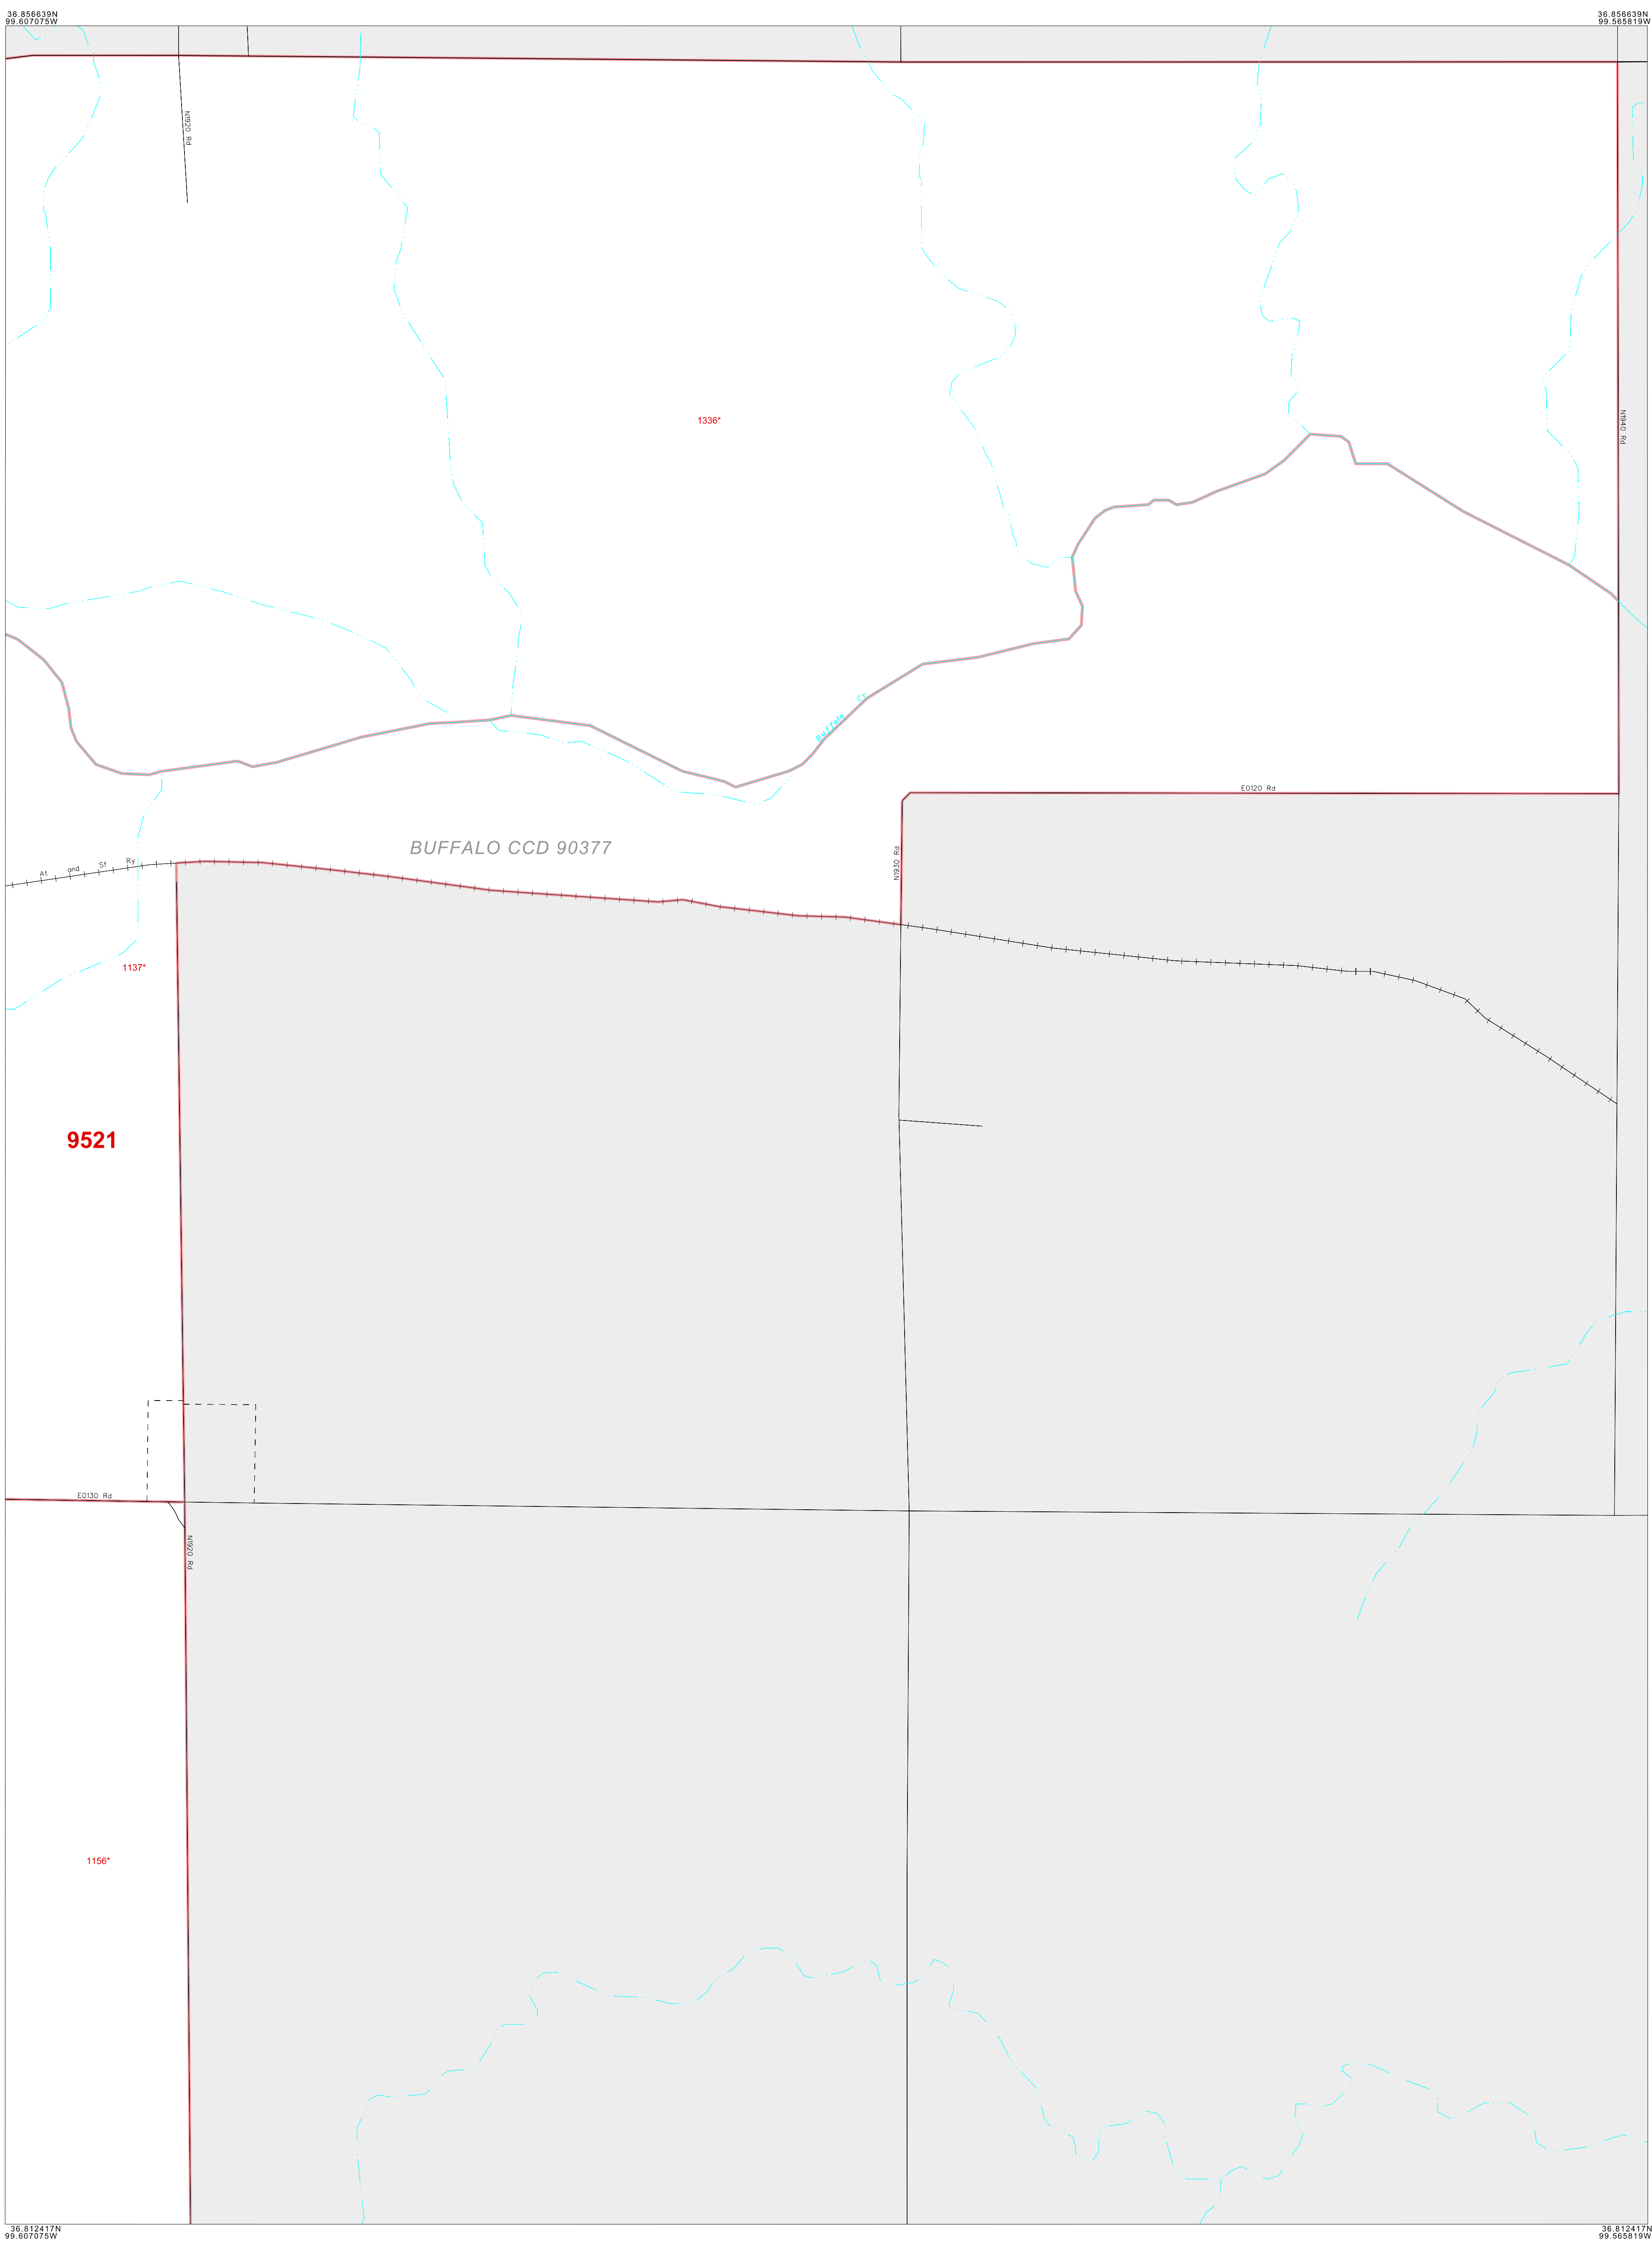 36.856639N
99.607075W
36.856639N
99.565819W
N1920 Rd
1336*
N1940 Rd
Buffalo Cr
E0120 Rd
BUFFALO CCD 90377
N1930 Rd
At and Sf Ry
1137*
9521
E0130 Rd
N1920 Rd
1156*
36.812417N
99.607075W
36.812417N
99.565819W